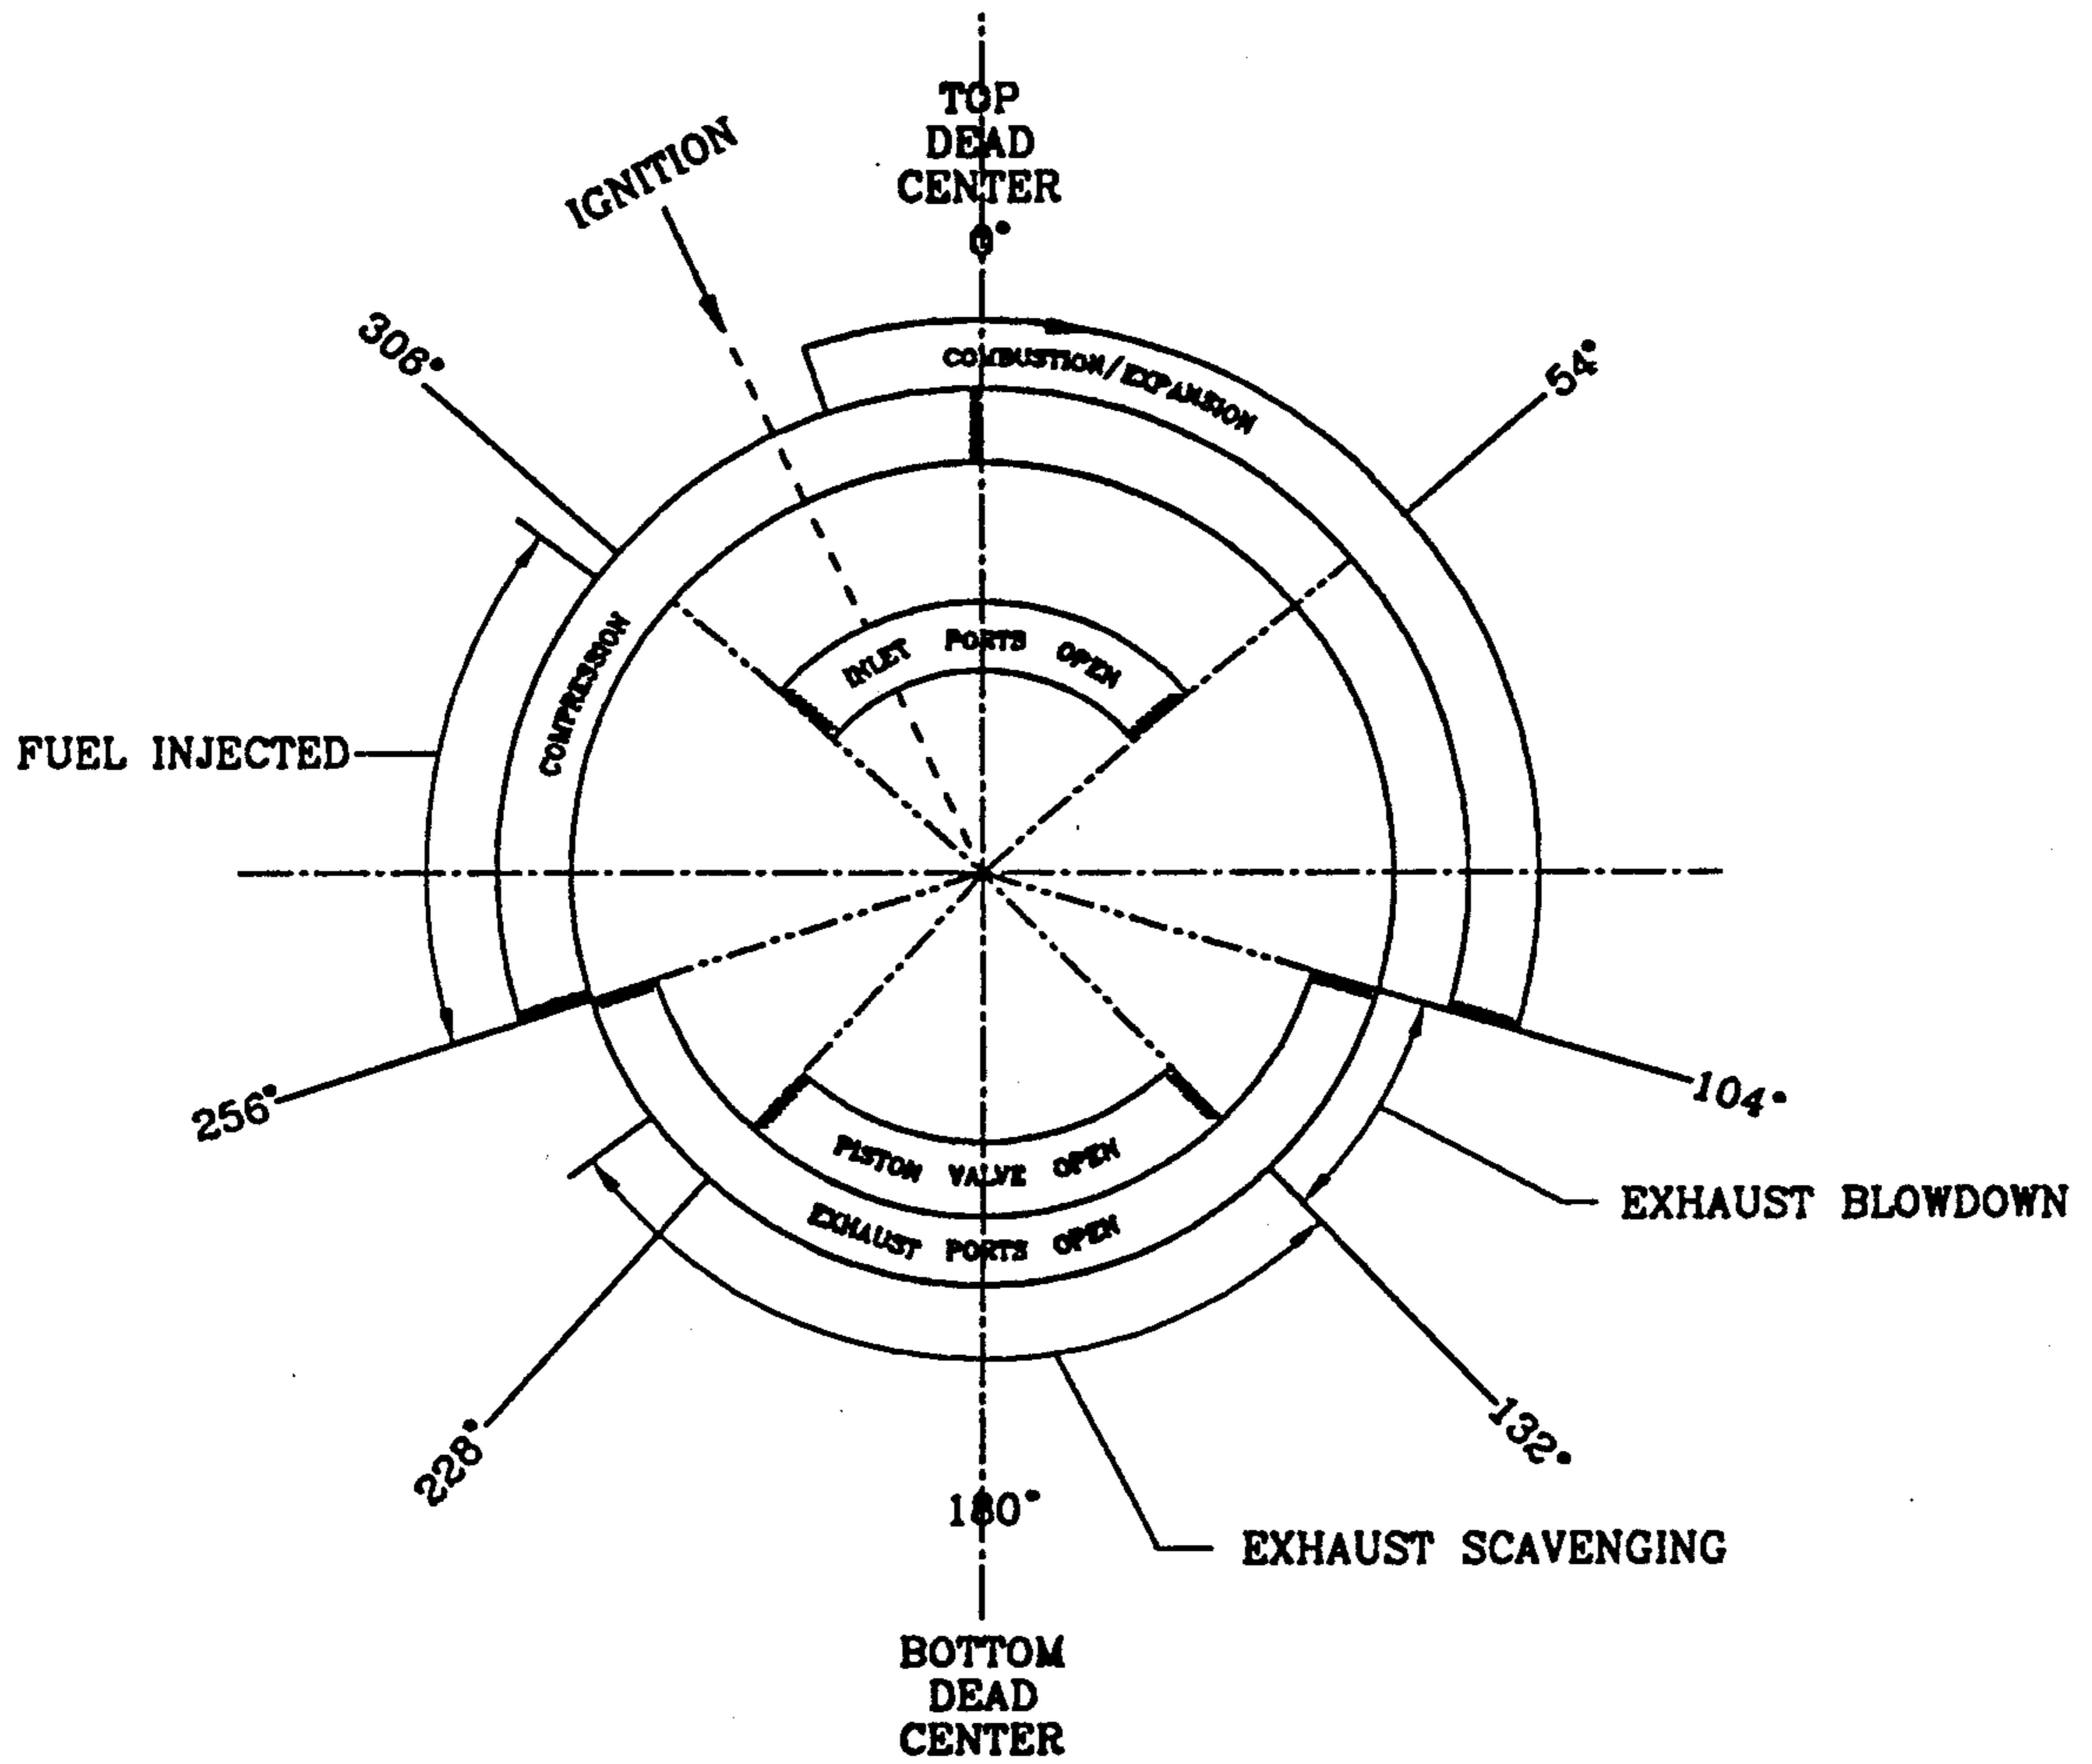 TOP
DEAD
CENTER
0°
IGNITION
308°
54°
COMBUSTION/EXPANSION
INLET PORTS OPEN
COMPRESSION
FUEL INJECTED
256°
104°
PISTON VALVE OPEN
EXHAUST PORTS OPEN
EXHAUST BLOWDOWN
228°
132°
180°
EXHAUST SCAVENGING
BOTTOM
DEAD
CENTER